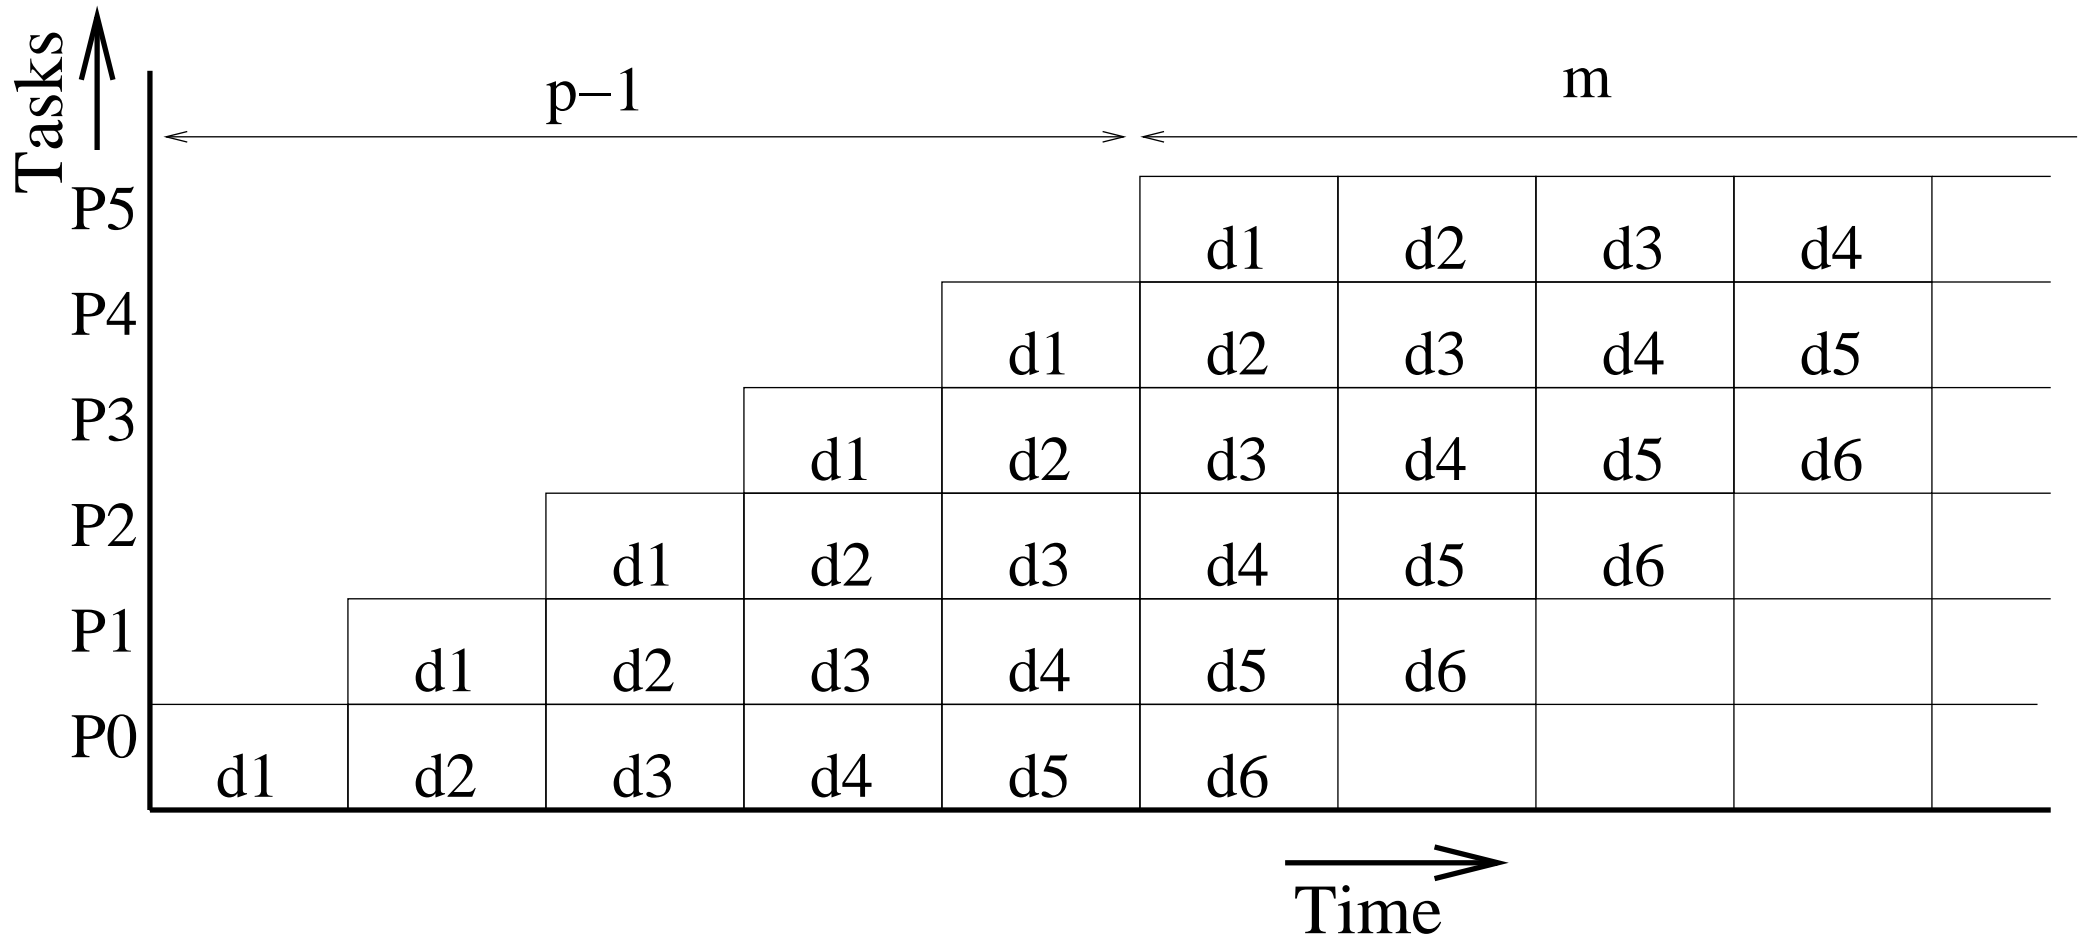 Tasks
p−1 m
P5 d1 d2 d3 d4
P4 d1 d2 d3 d4 d5
P3 d1 d2 d3 d4 d5 d6
P2 d1 d2 d3 d4 d5 d6
P1 d1 d2 d3 d4 d5 d6
P0 d1 d2 d3 d4 d5 d6
Time